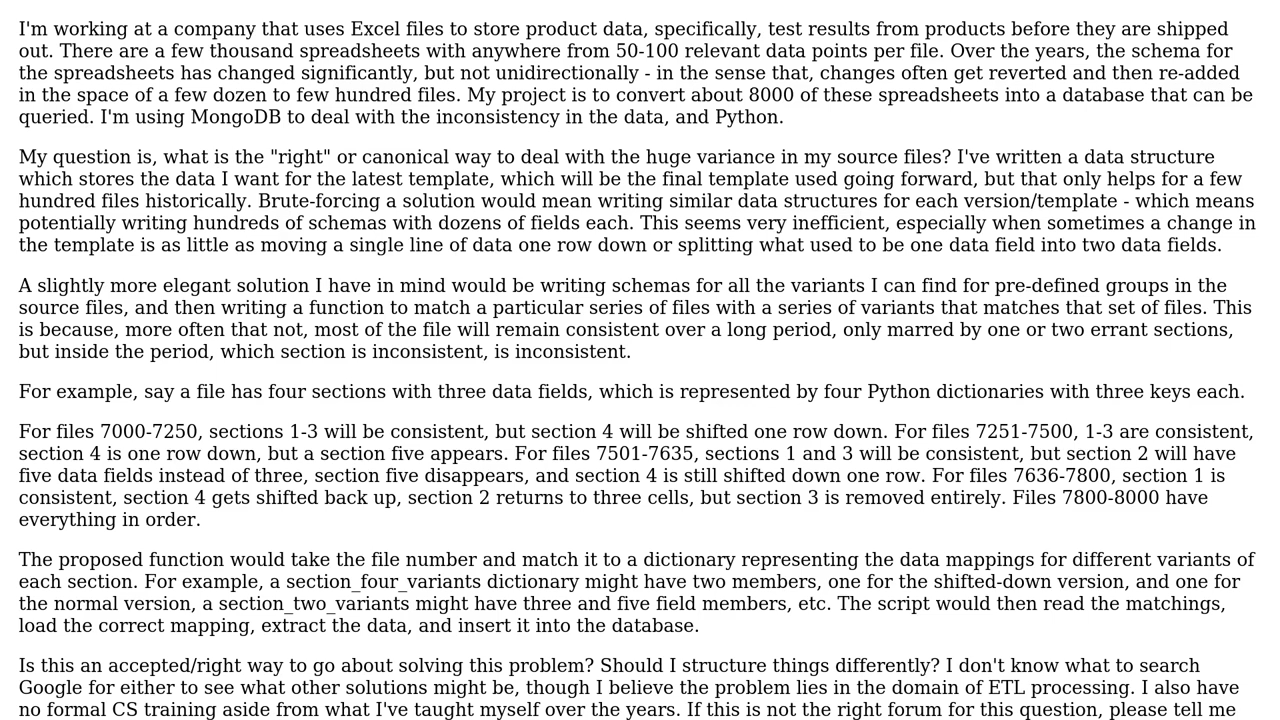 I'm working at a company that uses Excel files to store product data, specifically, test results from products before they are shipped
out. There are a few thousand spreadsheets with anywhere from 50-100 relevant data points per file. Over the years, the schema for
the spreadsheets has changed significantly, but not unidirectionally - in the sense that, changes often get reverted and then re-added
in the space of a few dozen to few hundred files. My project is to convert about 8000 of these spreadsheets into a database that can be
queried. I'm using MongoDB to deal with the inconsistency in the data, and Python.
My question is, what is the "right" or canonical way to deal with the huge variance in my source files? I've written a data structure
which stores the data I want for the latest template, which will be the final template used going forward, but that only helps for a few
hundred files historically. Brute-forcing a solution would mean writing similar data structures for each version/template - which means
potentially writing hundreds of schemas with dozens of fields each. This seems very inefficient, especially when sometimes a change in
the template is as little as moving a single line of data one row down or splitting what used to be one data field into two data fields.
A slightly more elegant solution I have in mind would be writing schemas for all the variants I can find for pre-defined groups in the
source files, and then writing a function to match a particular series of files with a series of variants that matches that set of files. This
is because, more often that not, most of the file will remain consistent over a long period, only marred by one or two errant sections,
but inside the period, which section is inconsistent, is inconsistent.
For example, say a file has four sections with three data fields, which is represented by four Python dictionaries with three keys each.
For files 7000-7250, sections 1-3 will be consistent, but section 4 will be shifted one row down. For files 7251-7500, 1-3 are consistent,
section 4 is one row down, but a section five appears. For files 7501-7635, sections 1 and 3 will be consistent, but section 2 will have
five data fields instead of three, section five disappears, and section 4 is still shifted down one row. For files 7636-7800, section 1 is
consistent, section 4 gets shifted back up, section 2 returns to three cells, but section 3 is removed entirely. Files 7800-8000 have
everything in order.
The proposed function would take the file number and match it to a dictionary representing the data mappings for different variants of
each section. For example, a section_four_variants dictionary might have two members, one for the shifted-down version, and one for
the normal version, a section_two_variants might have three and five field members, etc. The script would then read the matchings,
load the correct mapping, extract the data, and insert it into the database.
Is this an accepted/right way to go about solving this problem? Should I structure things differently? I don't know what to search
Google for either to see what other solutions might be, though I believe the problem lies in the domain of ETL processing. I also have
no formal CS training aside from what I've taught myself over the years. If this is not the right forum for this question, please tell me